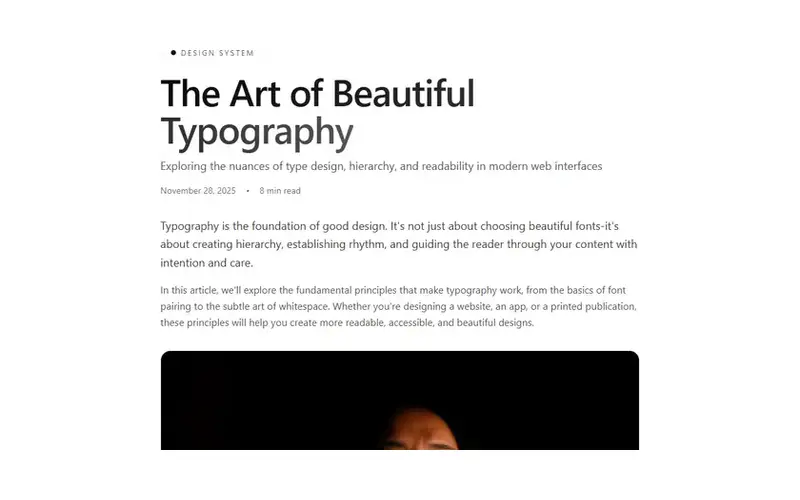 DESIGN SYSTEM
The Art of Beautiful
Typography
Exploring the nuances of type design, hierarchy, and readability in modern web interfaces
November 28, 2025 • 8 min read
Typography is the foundation of good design. It's not just about choosing beautiful fonts-it's
about creating hierarchy, establishing rhythm, and guiding the reader through your content with
intention and care.
In this article, we'll explore the fundamental principles that make typography work, from the basics of font
pairing to the subtle art of whitespace. Whether you're designing a website, an app, or a printed publication,
these principles will help you create more readable, accessible, and beautiful designs.